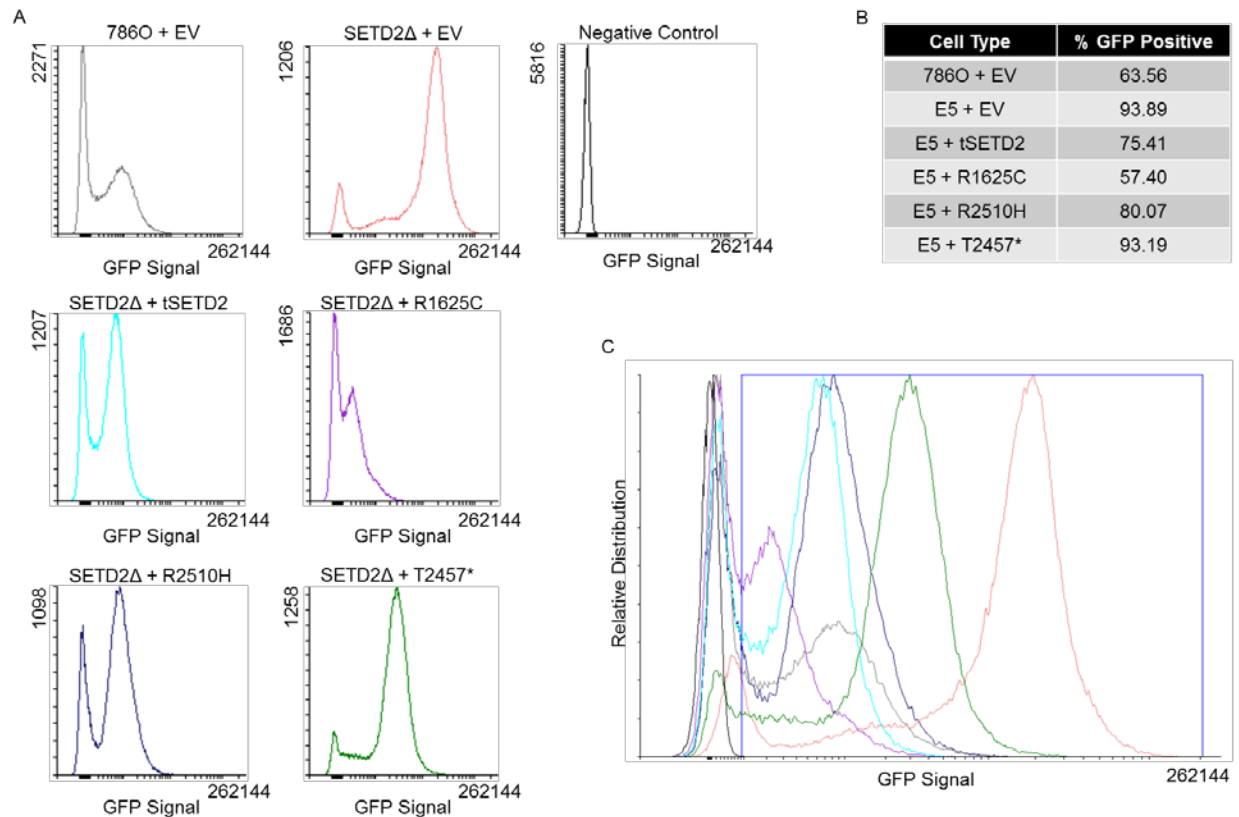 A
786O + EV
2271
262144
GFP Signal
SETD2Δ + EV
1206
262144
GFP Signal
Negative Control
5816
262144
GFP Signal
SETD2Δ + tSETD2
1207
262144
GFP Signal
SETD2Δ + R1625C
1686
262144
GFP Signal
SETD2Δ + R2510H
1098
262144
GFP Signal
SETD2Δ + T2457*
1258
262144
GFP Signal
B
Cell Type % GFP Positive
786O + EV 63.56
E5 + EV 93.89
E5 + tSETD2 75.41
E5 + R1625C 57.40
E5 + R2510H 80.07
E5 + T2457* 93.19
C
Relative Distribution
GFP Signal
262144